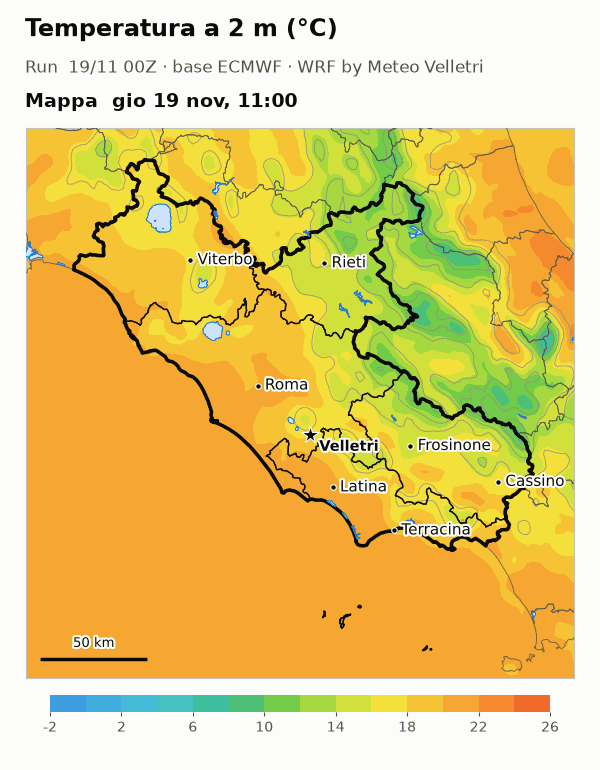 Temperatura a 2 m (°C)
Run  19/11 00Z · base ECMWF · WRF by Meteo Velletri
Mappa  gio 19 nov, 11:00
Viterbo
Rieti
Roma
Velletri
Frosinone
Cassino
Latina
Terracina
50 km
-2 2 6 10 14 18 22 26